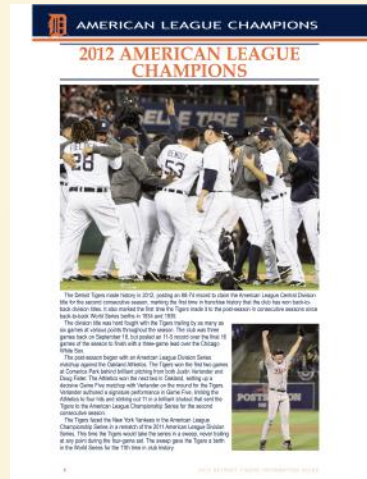 AMERICAN LEAGUE CHAMPIONS
2012 AMERICAN LEAGUE
CHAMPIONS
ELE TIRE
28
BENOIT
53
The Detroit Tigers made history in 2012, posting an 88-74 record to claim the American League Central Division
title for the second consecutive season, marking the first time in franchise history that the club has won back-to-
back division titles. It also marked the first time the Tigers made it to the post-season in consecutive seasons since
back-to-back World Series berths in 1934 and 1935.
The division title was hard fought with the Tigers trailing by as many as
six games at various points throughout the season. The club was three
games back on September 18, but posted an 11-5 record over the final 16
games of the season to finish with a three-game lead over the Chicago
White Sox.
The post-season began with an American League Division Series
matchup against the Oakland Athletics. The Tigers won the first two games
at Comerica Park behind brilliant pitching from both Justin Verlander and
Doug Fister. The Athletics won the next two in Oakland, setting up a
decisive Game Five matchup with Verlander on the mound for the Tigers.
Verlander authored a signature performance in Game Five, limiting the
Athletics to four hits and striking out 11 in a brilliant shutout that sent the
Tigers to the American League Championship Series for the second
consecutive season.
The Tigers faced the New York Yankees in the American League
Championship Series in a rematch of the 2011 American League Division
Series. This time the Tigers would take the series in a sweep, never trailing
at any point during the four-game set. The sweep gave the Tigers a berth
in the World Series for the 11th time in club history.
POSTSEASON
2013 DETROIT TIGERS INFORMATION GUIDE